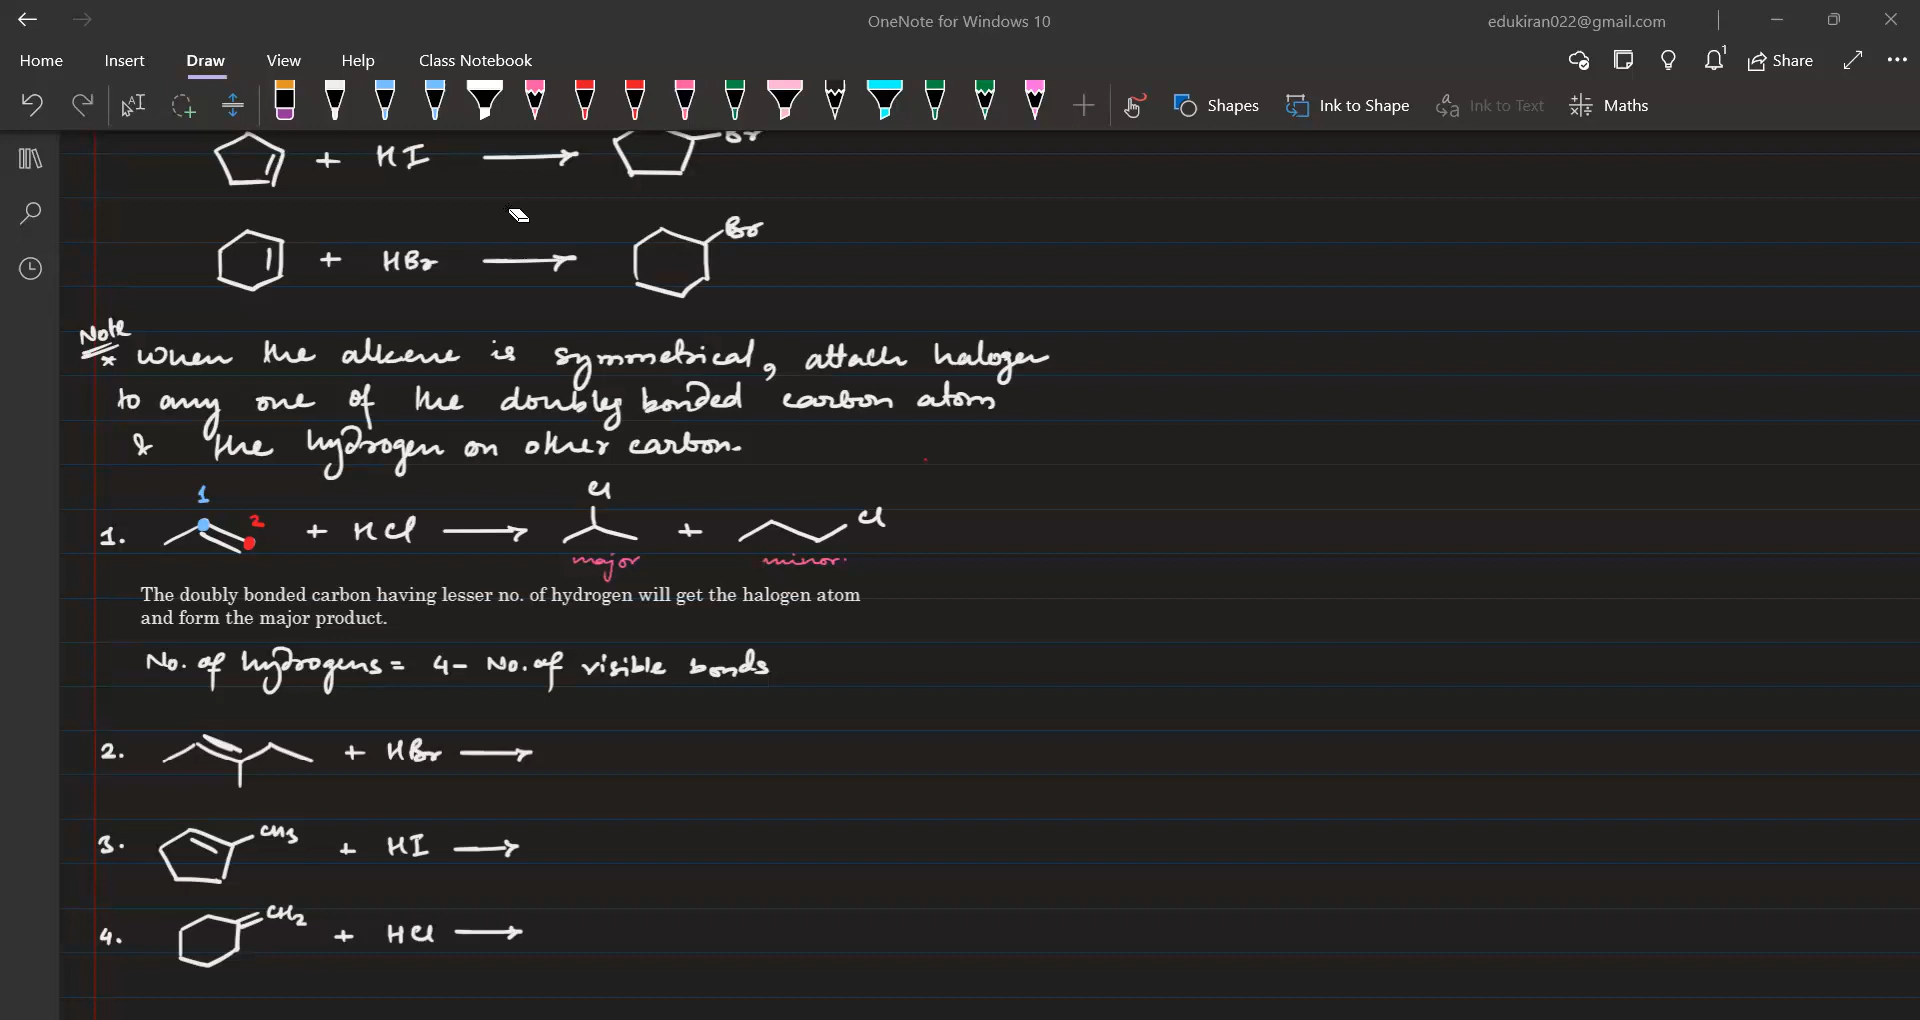 OneNote for Windows 10
edukiran022@gmail.com
Home Insert Draw View Help Class Notebook
1
Share
Shapes Ink to Shape Ink to Text Maths
+ HI Br
+ HBr Br
Note
* When the alkene is symmetrical, attach halogen
to any one of the doubly bonded carbon atom
& the hydrogen on other carbon.
1. 1 2 + HCl Cl + Cl
major minor.
The doubly bonded carbon having lesser no. of hydrogen will get the halogen atom
and form the major product.
No. of hydrogens = 4 - No. of visible bonds
2. + HBr
3. CH3 + HI
4. CH2 + HCl